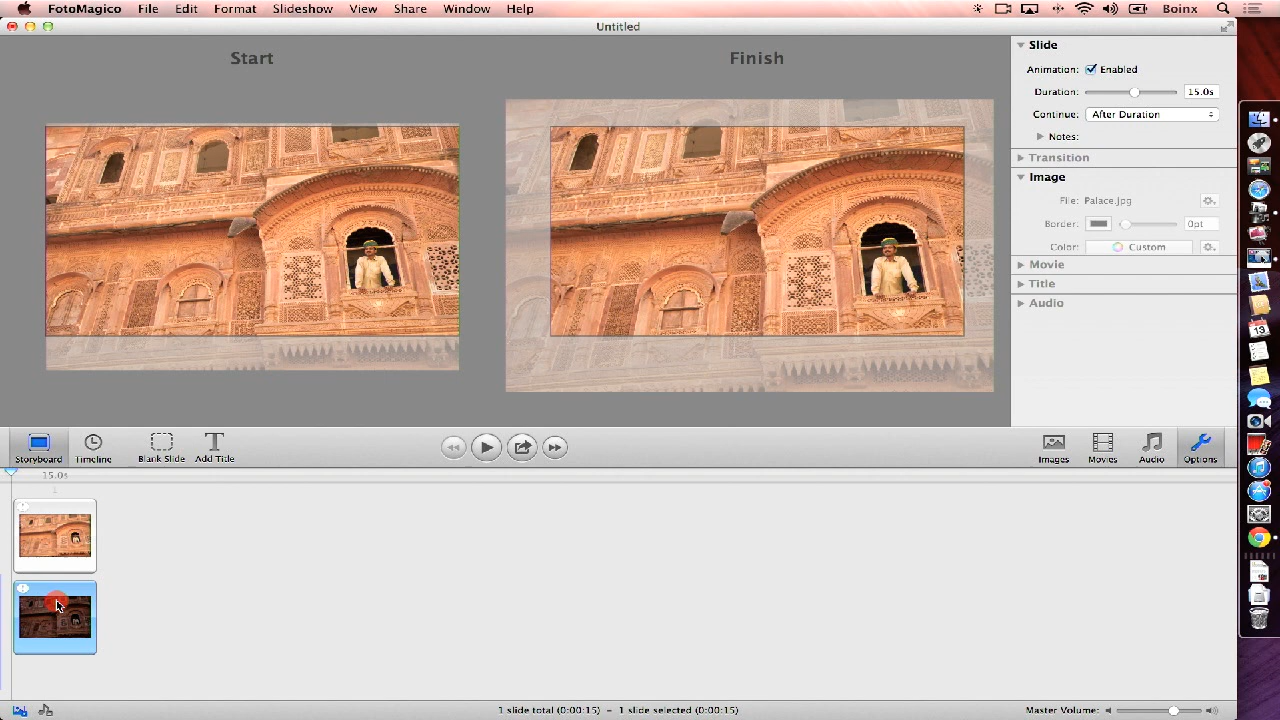 FotoMagico File Edit Format Slideshow View Share Window Help Boinx
Untitled
Start
Finish
Slide
Animation: Enabled
Duration: 15.0s
Continue: After Duration
Notes:
Transition
Image
File: Palace.jpg
Border: 0pt
Color: Custom
Movie
Title
Audio
Storyboard Timeline Blank Slide Add Title Images Movies Audio Options
15.0s
1
1 slide total (0:00:15) – 1 slide selected (0:00:15)
Master Volume:
13